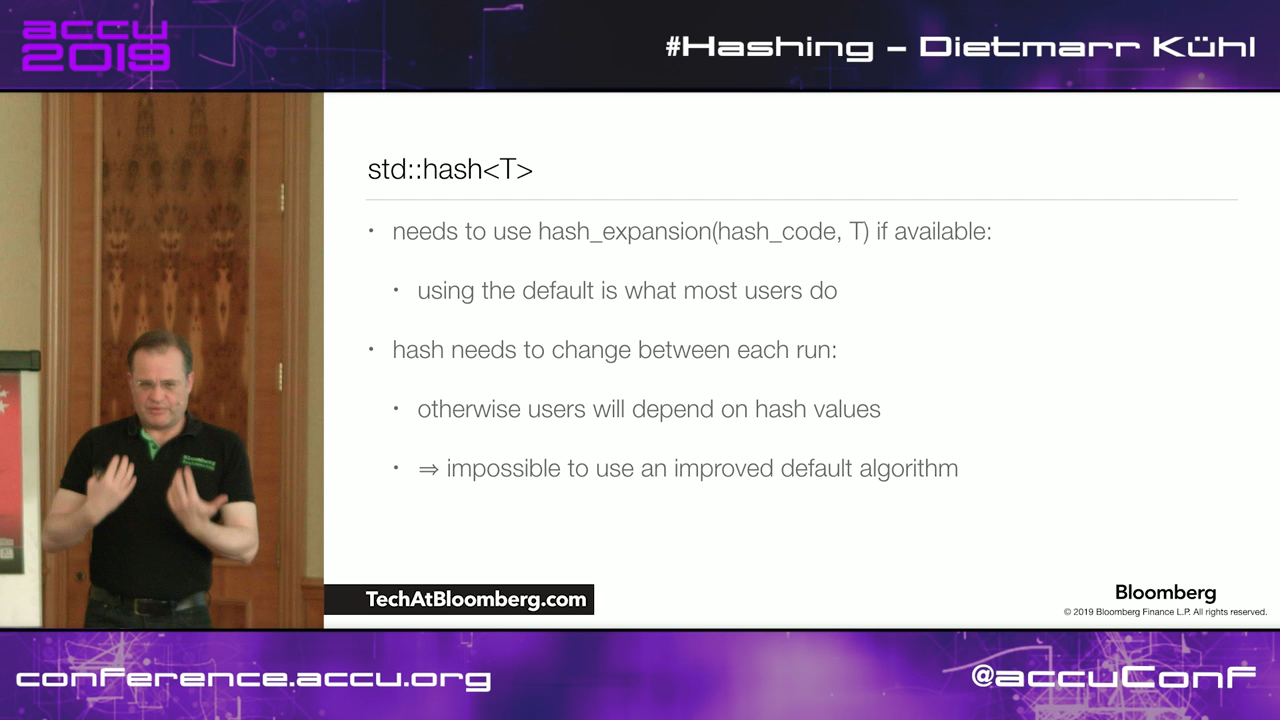 accu
2019
#Hashing – Dietmarr Kühl
std::hash<T>
• needs to use hash_expansion(hash_code, T) if available:
• using the default is what most users do
• hash needs to change between each run:
• otherwise users will depend on hash values
• ⇒ impossible to use an improved default algorithm
TechAtBloomberg.com
Bloomberg
© 2019 Bloomberg Finance L.P. All rights reserved.
conference.accu.org
@accuConf